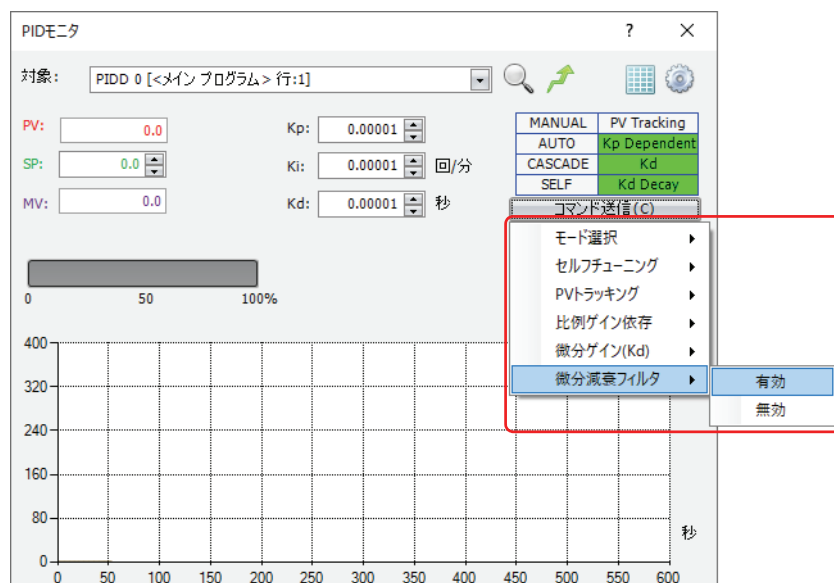 PIDモニタ ? ×
対象: PIDD 0 [<メイン プログラム> 行:1]
PV: 0.0
SP: 0.0
MV: 0.0
Kp: 0.00001
Ki: 0.00001 回/分
Kd: 0.00001 秒
MANUAL PV Tracking
AUTO Kp Dependent
CASCADE Kd
SELF Kd Decay
コマンド送信(C)
モード選択
セルフチューニング
PVトラッキング
比例ゲイン依存
微分ゲイン(Kd)
微分減衰フィルタ
有効
無効
0 50 100%
400
320
240
160
80
0
秒
0 50 100 150 200 250 300 350 400 450 500 550 600